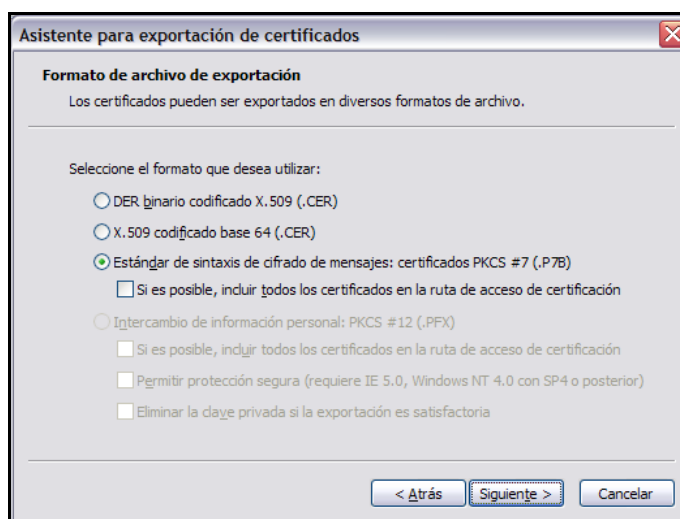 Asistente para exportación de certificados
Formato de archivo de exportación
Los certificados pueden ser exportados en diversos formatos de archivo.
Seleccione el formato que desea utilizar:
DER binario codificado X.509 (.CER)
X.509 codificado base 64 (.CER)
Estándar de sintaxis de cifrado de mensajes: certificados PKCS #7 (.P7B)
Si es posible, incluir todos los certificados en la ruta de acceso de certificación
Intercambio de información personal: PKCS #12 (.PFX)
Si es posible, incluir todos los certificados en la ruta de acceso de certificación
Permitir protección segura (requiere IE 5.0, Windows NT 4.0 con SP4 o posterior)
Eliminar la clave privada si la exportación es satisfactoria
< Atrás Siguiente > Cancelar